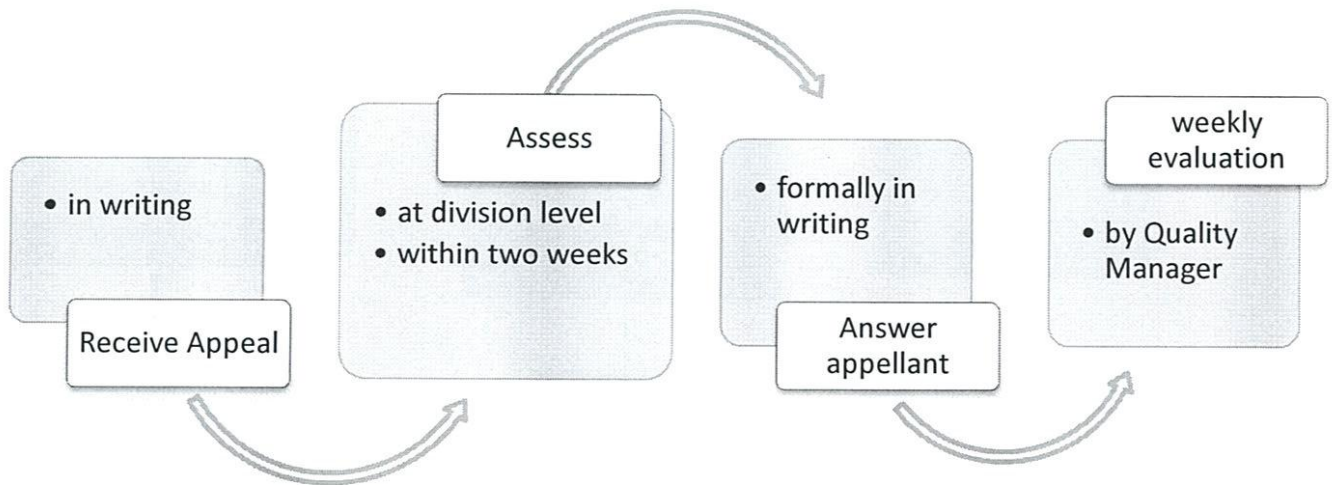 • in writing
Receive Appeal
Assess
• at division level
• within two weeks
• formally in
writing
Answer
appellant
weekly
evaluation
• by Quality
Manager